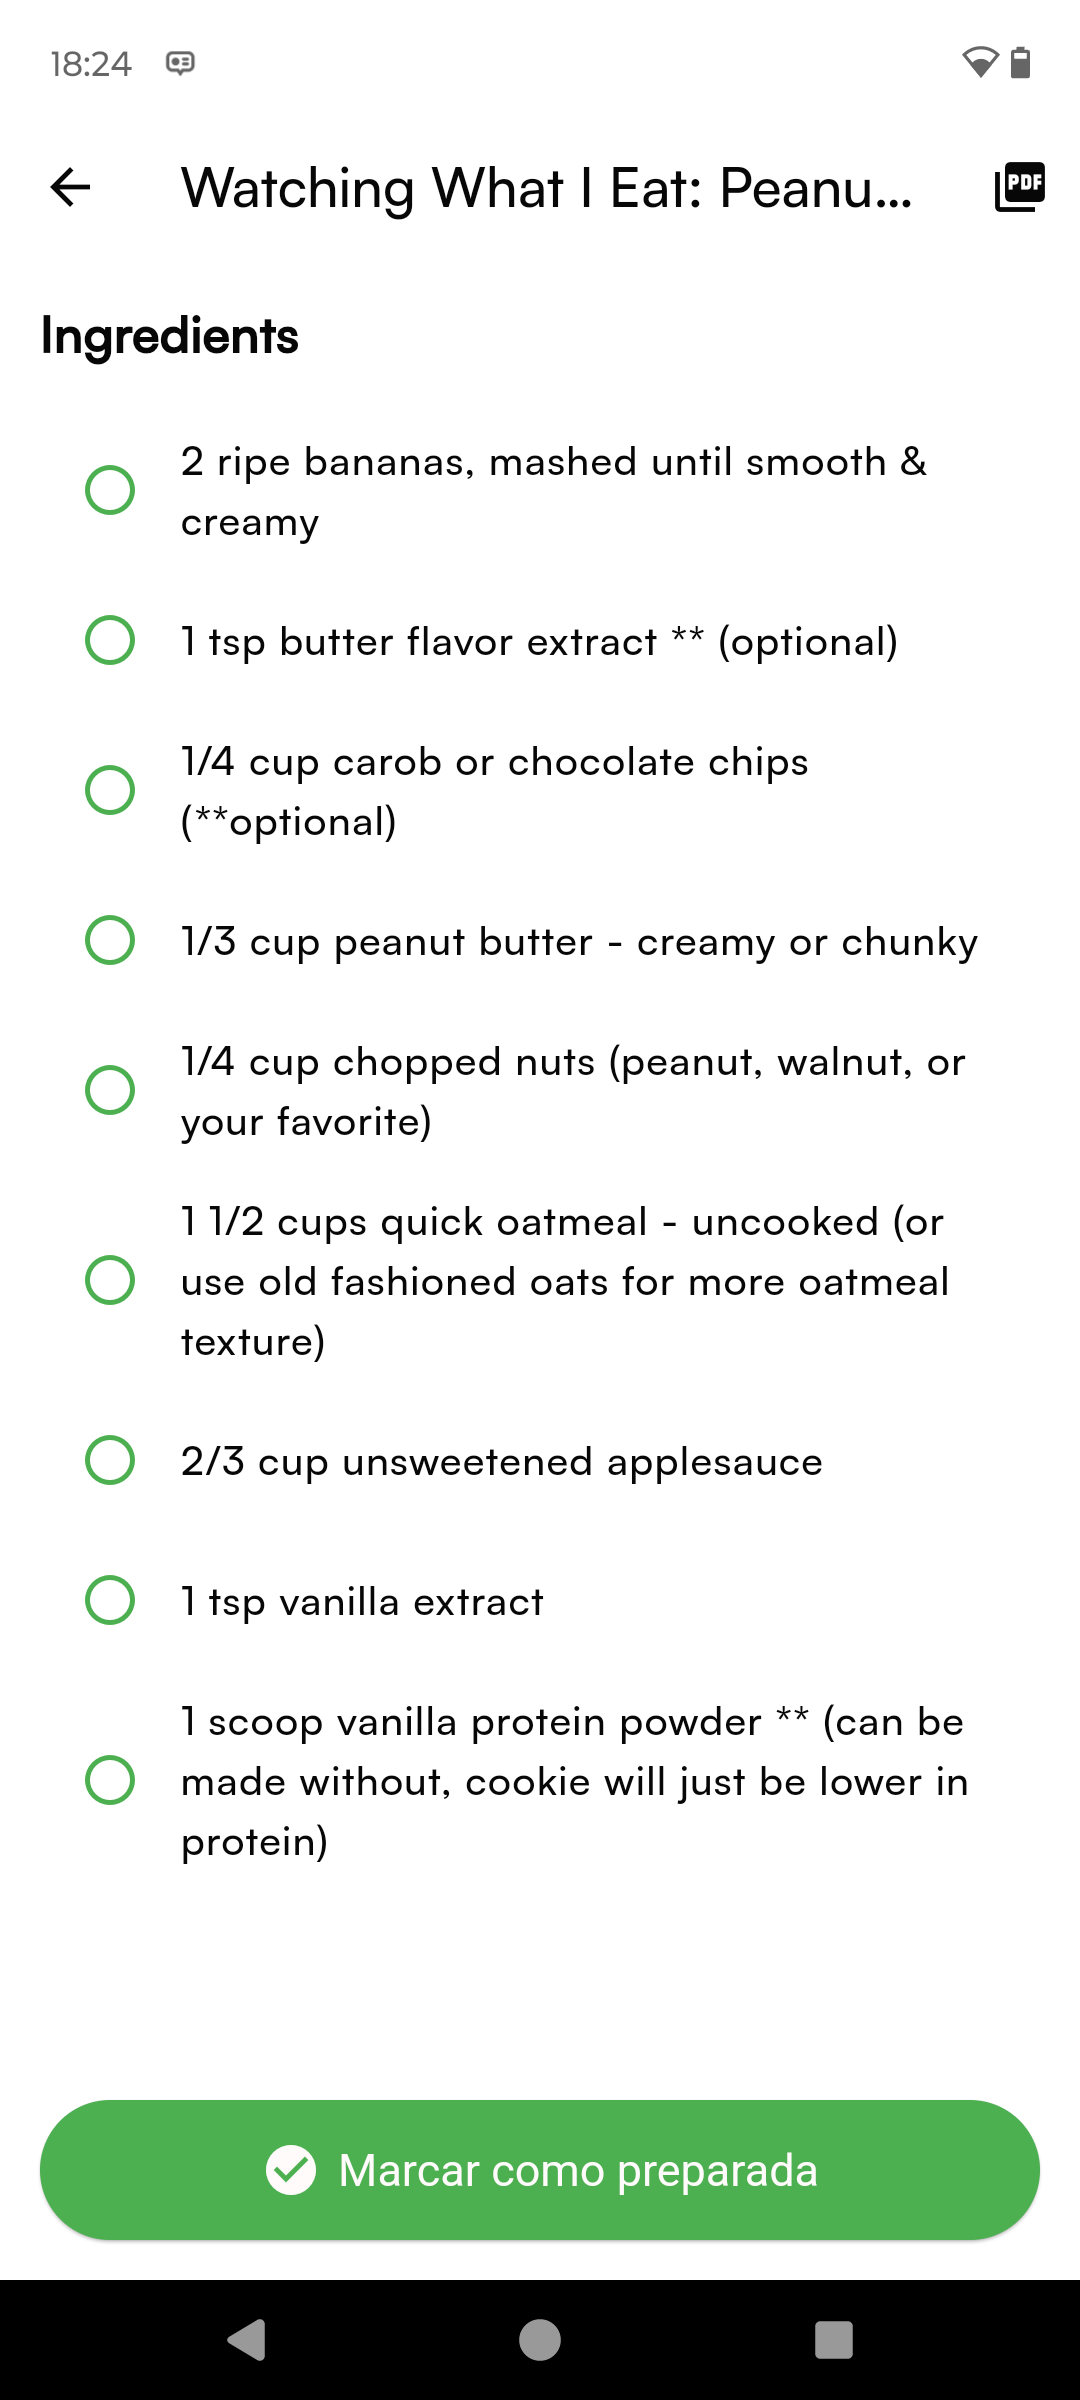 18:24
Watching What I Eat: Peanu...
PDF
Ingredients
2 ripe bananas, mashed until smooth &
creamy
1 tsp butter flavor extract ** (optional)
1/4 cup carob or chocolate chips
(**optional)
1/3 cup peanut butter - creamy or chunky
1/4 cup chopped nuts (peanut, walnut, or
your favorite)
1 1/2 cups quick oatmeal - uncooked (or
use old fashioned oats for more oatmeal
texture)
2/3 cup unsweetened applesauce
1 tsp vanilla extract
1 scoop vanilla protein powder ** (can be
made without, cookie will just be lower in
protein)
Marcar como preparada